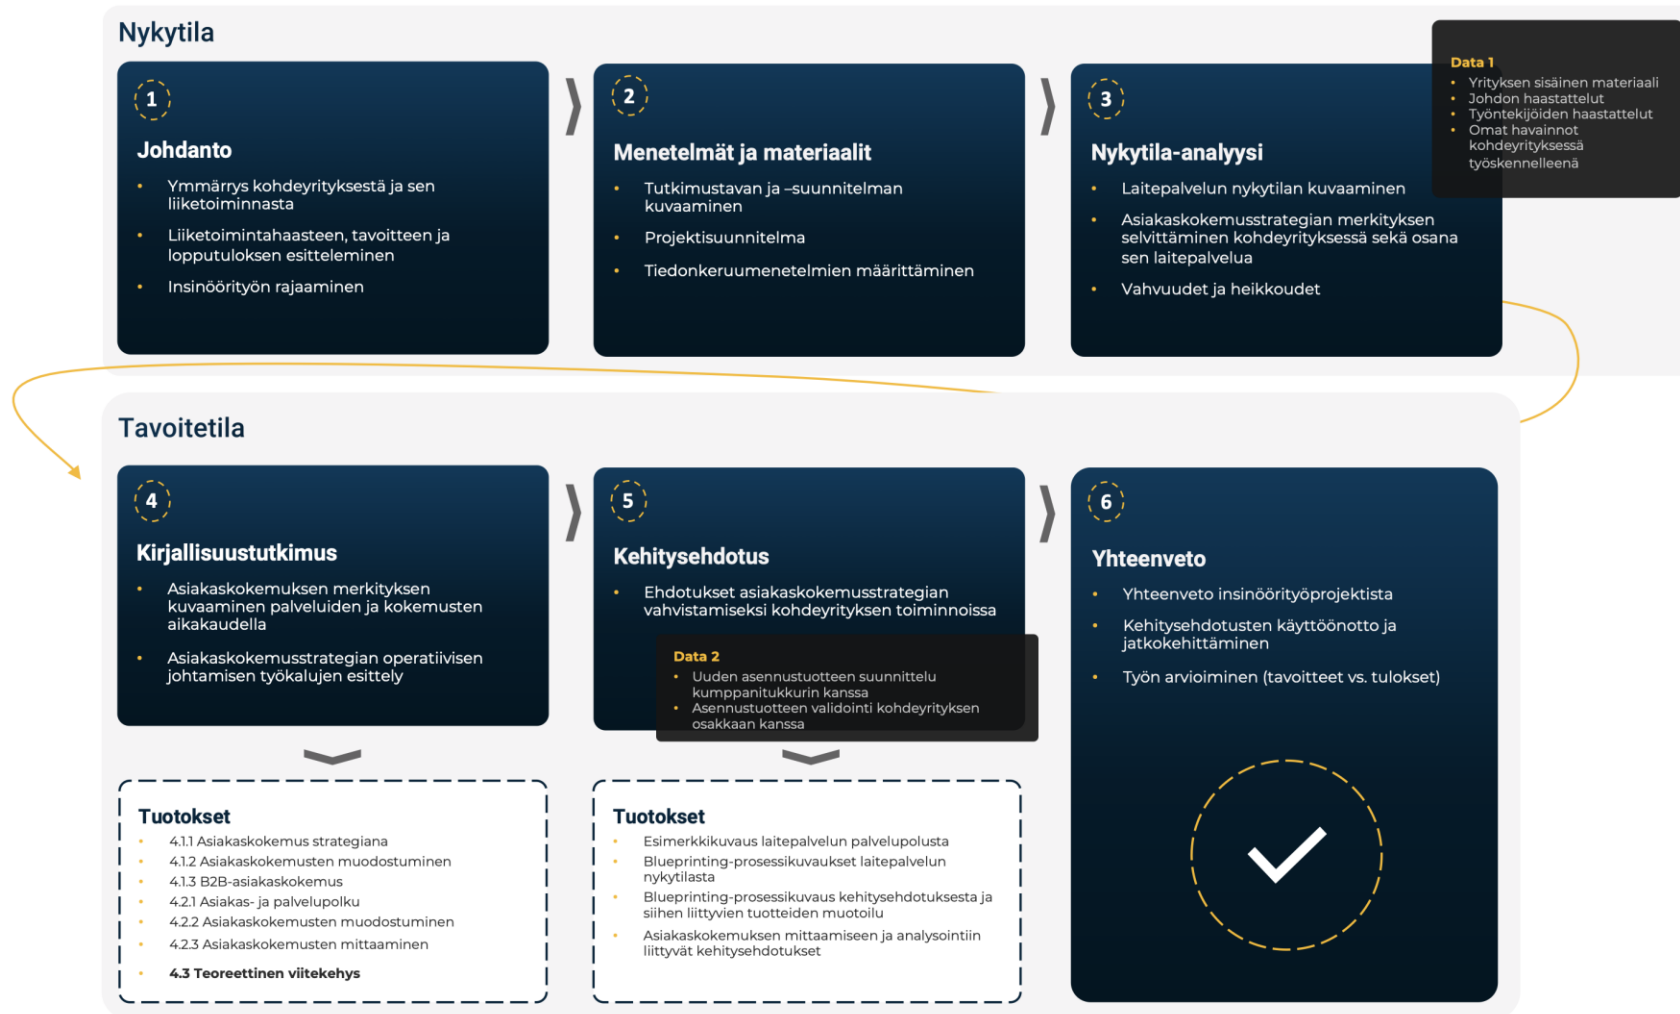 Nykytila
1
Johdanto
• Ymmärrys kohdeyrityksestä ja sen
liiketoiminnasta
• Liiketoimintahaasteen, tavoitteen ja
lopputuloksen esitteleminen
• Insinöörityön rajaaminen
2
Menetelmät ja materiaalit
• Tutkimustavan ja –suunnitelman
kuvaaminen
• Projektisuunnitelma
• Tiedonkeruumenetelmien määrittäminen
3
Nykytila-analyysi
• Laitepalvelun nykytilan kuvaaminen
• Asiakaskokemusstrategian merkityksen
selvittäminen kohdeyrityksessä sekä osana
sen laitepalvelua
• Vahvuudet ja heikkoudet
Data 1
• Yrityksen sisäinen materiaali
• Johdon haastattelut
• Työntekijöiden haastattelut
• Omat havainnot
kohdeyrityksessä
työskennelleenä
Tavoitetila
4
Kirjallisuustutkimus
• Asiakaskokemuksen merkityksen
kuvaaminen palveluiden ja kokemusten
aikakaudella
• Asiakaskokemusstrategian operatiivisen
johtamisen työkalujen esittely
Tuotokset
• 4.1.1 Asiakaskokemus strategiana
• 4.1.2 Asiakaskokemusten muodostuminen
• 4.1.3 B2B-asiakaskokemus
• 4.2.1 Asiakas- ja palvelupolku
• 4.2.2 Asiakaskokemusten muodostuminen
• 4.2.3 Asiakaskokemusten mittaaminen
• 4.3 Teoreettinen viitekehys
5
Kehitysehdotus
• Ehdotukset asiakaskokemusstrategian
vahvistamiseksi kohdeyrityksen toiminnoissa
Data 2
• Uuden asennustuotteen suunnittelu
kumppanitukkurin kanssa
• Asennustuotteen validointi kohdeyrityksen
osakkaan kanssa
Tuotokset
• Esimerkkikuvaus laitepalvelun palvelupolusta
• Blueprinting-prosessikuvaukset laitepalvelun
nykytilasta
• Blueprinting-prosessikuvaus kehitysehdotuksesta ja
siihen liittyvien tuotteiden muotoilu
• Asiakaskokemuksen mittaamiseen ja analysointiin
liittyvät kehitysehdotukset
6
Yhteenveto
• Yhteenveto insinöörityöprojektista
• Kehitysehdotusten käyttöönotto ja
jatkokehittäminen
• Työn arvioiminen (tavoitteet vs. tulokset)